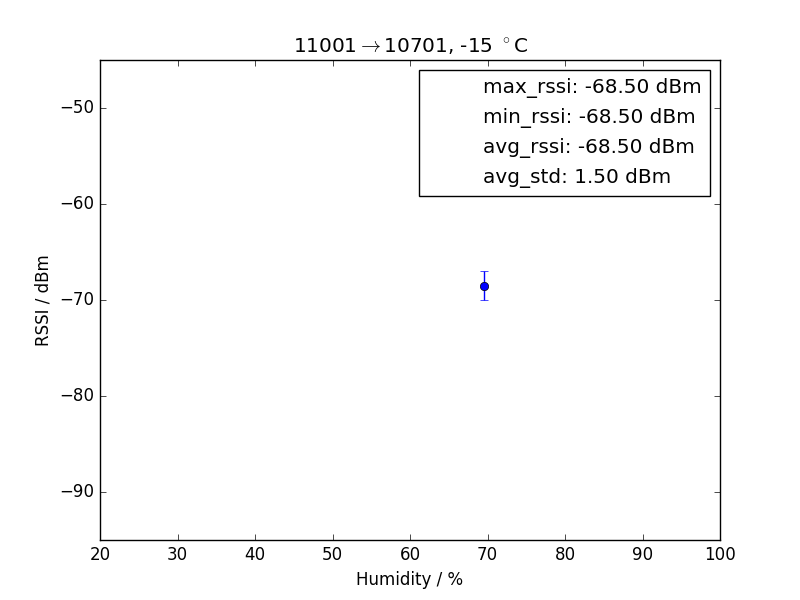 11001→10701, -15 °C
max_rssi: -68.50 dBm
min_rssi: -68.50 dBm
avg_rssi: -68.50 dBm
avg_std: 1.50 dBm
−50
−60
−70
−80
−90
RSSI / dBm
20 30 40 50 60 70 80 90 100
Humidity / %